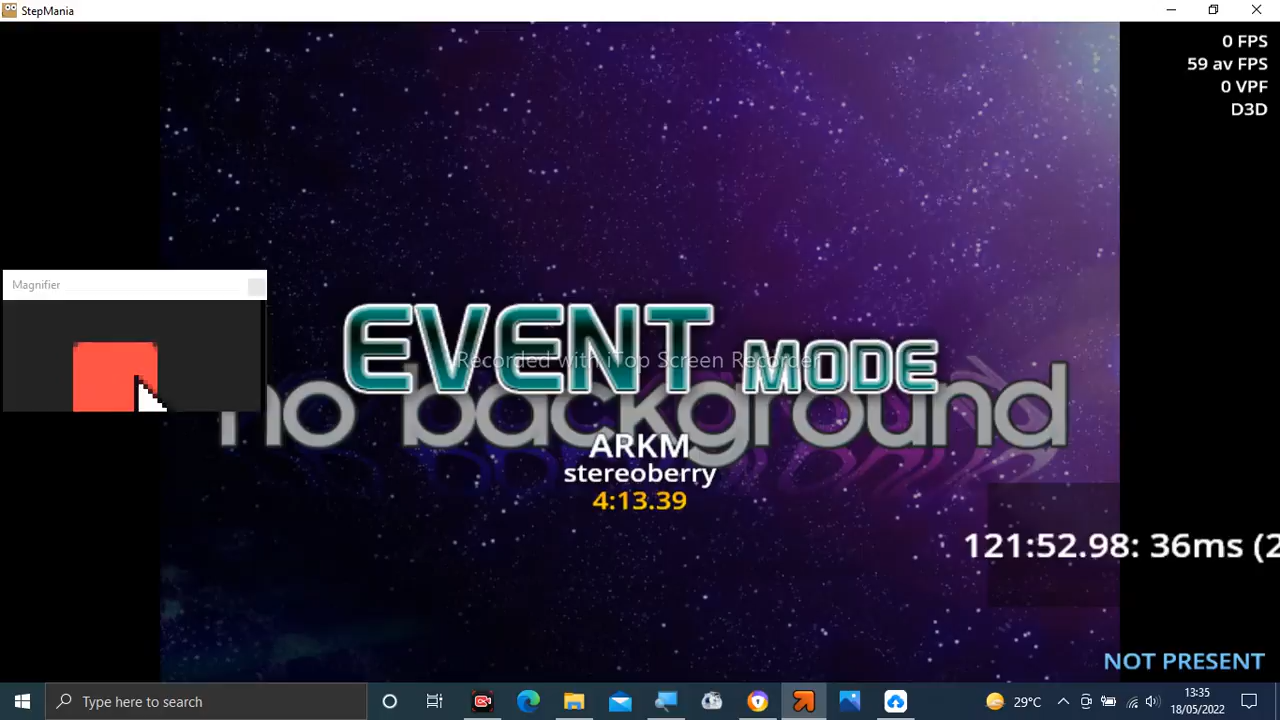 StepMania
0 FPS
59 av FPS
0 VPF
D3D
Magnifier
EVENT MODE
Recorded with iTop Screen Recorder
no background
ARKM
stereoberry
4:13.39
121:52.98: 36ms (2
NOT PRESENT
Type here to search
29°C
13:35
18/05/2022